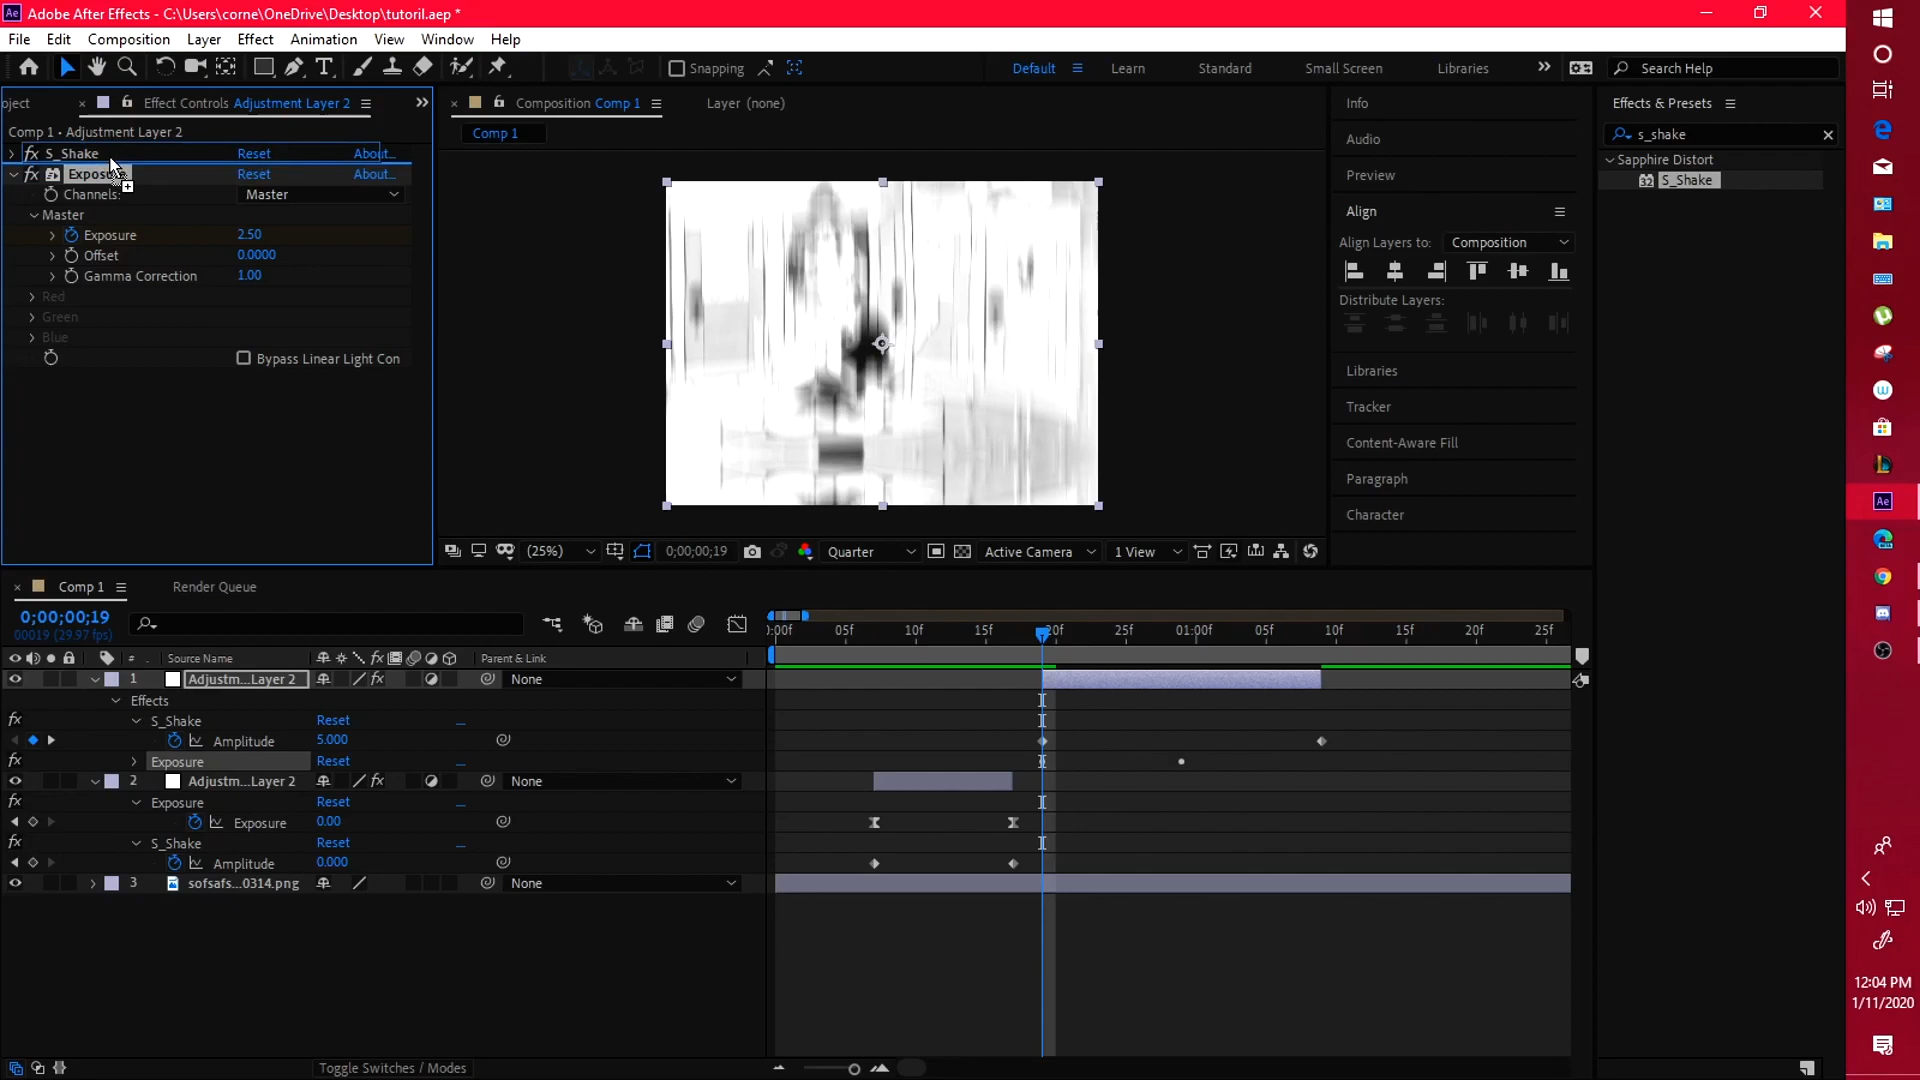 Adobe After Effects - C:\Users\corne\OneDrive\Desktop\tutoril.aep *
File Edit Composition Layer Effect Animation View Window Help
Snapping
Default Learn Standard Small Screen Libraries Search Help
oject Effect Controls Adjustment Layer 2
Composition Comp 1 Layer (none)
Info
Effects & Presets
Comp 1 • Adjustment Layer 2
Comp 1
Audio
s_shake
S_Shake Reset About...
Sapphire Distort
Exposu Reset About...
Preview
S_Shake
Channels: Master
Master
Align
Exposure 2.50
Align Layers to: Composition
Offset 0.0000
Gamma Correction 1.00
Red
Distribute Layers:
Green
Blue
Bypass Linear Light Con
Libraries
Tracker
Content-Aware Fill
Paragraph
Character
(25%) 0;00;00;19 Quarter Active Camera 1 View
Comp 1 Render Queue
0;00;00;19
00019 (29.97 fps)
):00f 05f 10f 15f 20f 25f 01:00f 05f 10f 15f 20f 25f
# Source Name Parent & Link
1 Adjustm...Layer 2 None
Effects
S_Shake Reset
Amplitude 5.000
Exposure Reset
2 Adjustm...Layer 2 None
Exposure Reset
Exposure 0.00
S_Shake Reset
Amplitude 0.000
3 sofsafs...0314.png None
Toggle Switches / Modes
12:04 PM
1/11/2020